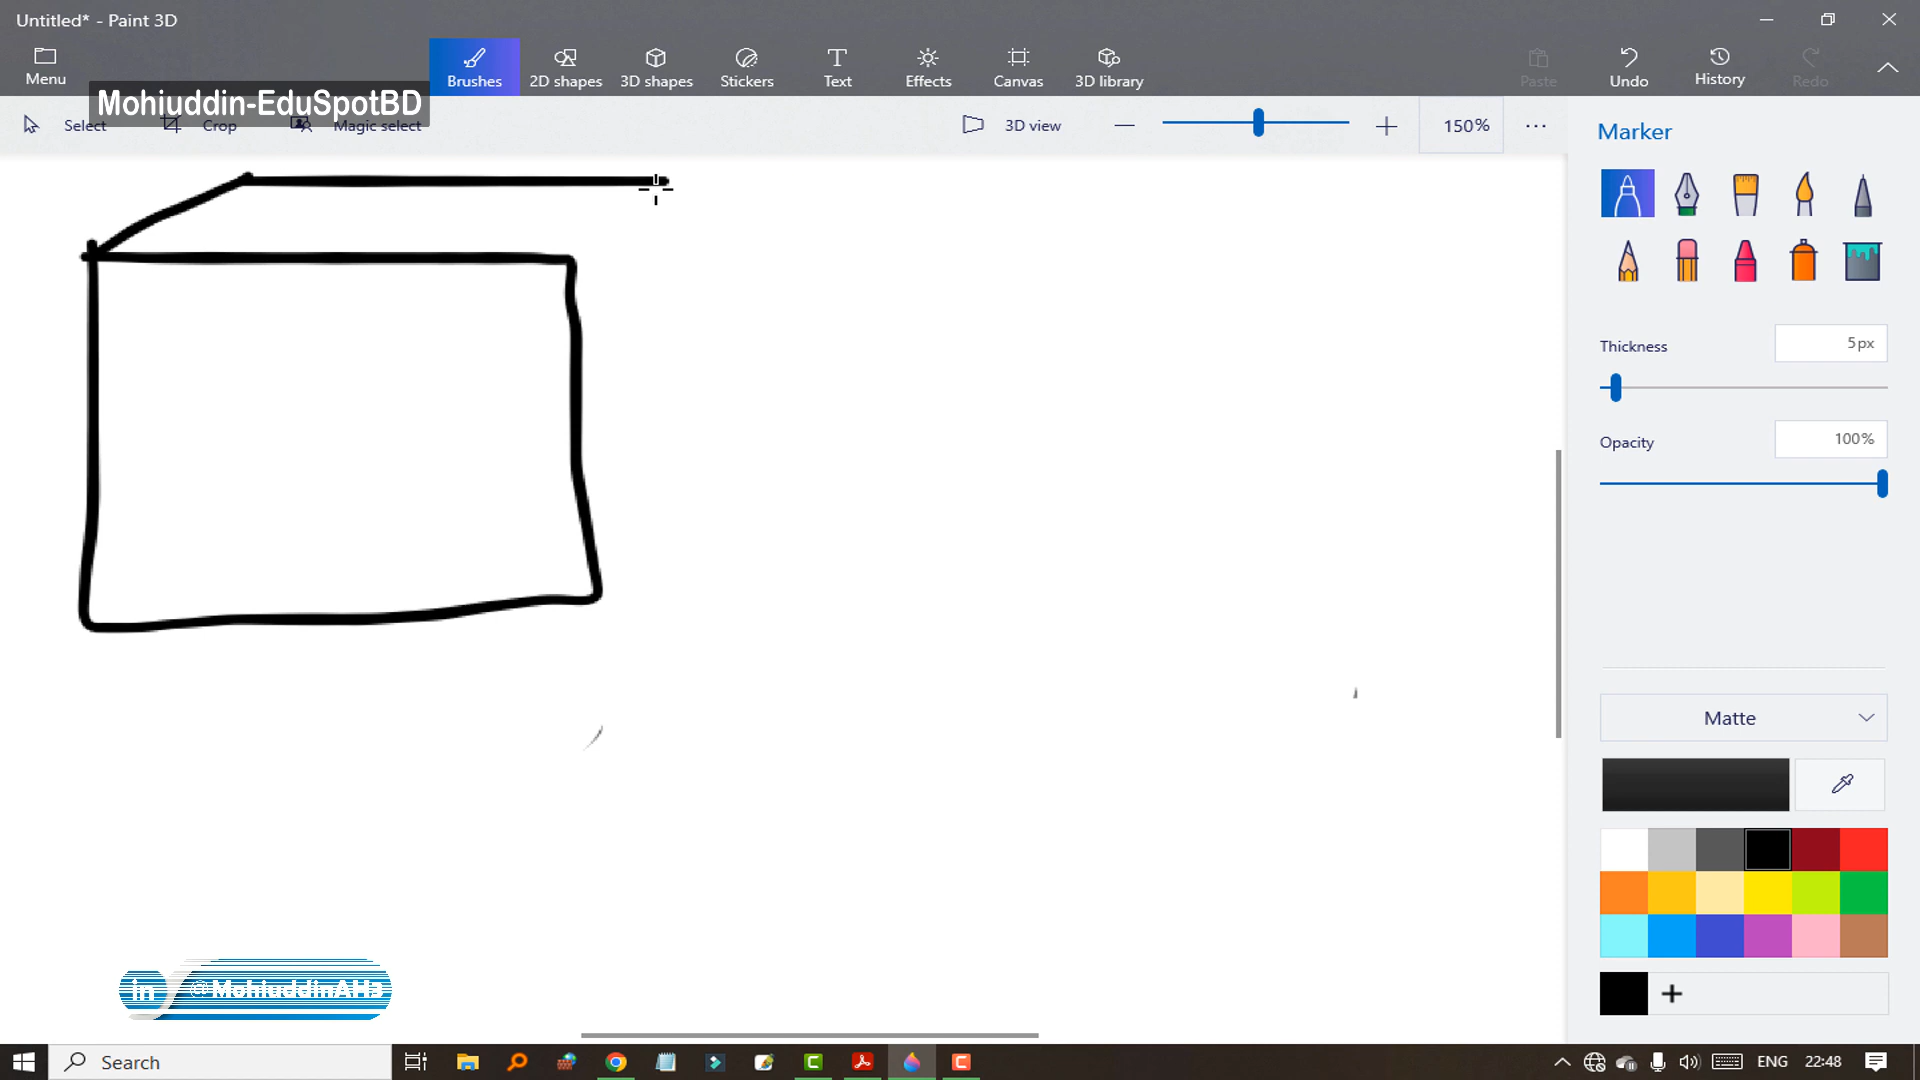 Untitled* - Paint 3D
Menu
Brushes
2D shapes
3D shapes
Stickers
Text
Effects
Canvas
3D library
Paste
Undo
History
Redo
Mohiuddin-EduSpotBD
Select
Crop
Magic select
3D view
150%
Marker
Thickness
5px
Opacity
100%
Matte
in @MohiuddinAH3
Search
ENG
22:48